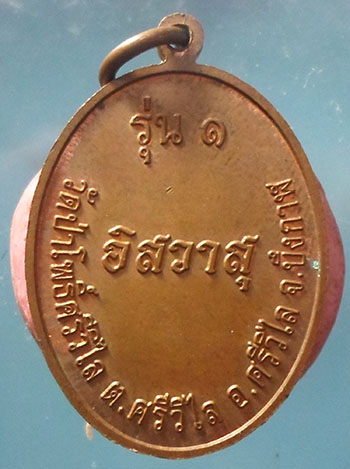 รุ่น ๑
อิสวาสุ
วัดป่าโพธิ์ศรีวิไล ต.ศรีวิไล อ.ศรีวิไล จ.บึงกาฬ